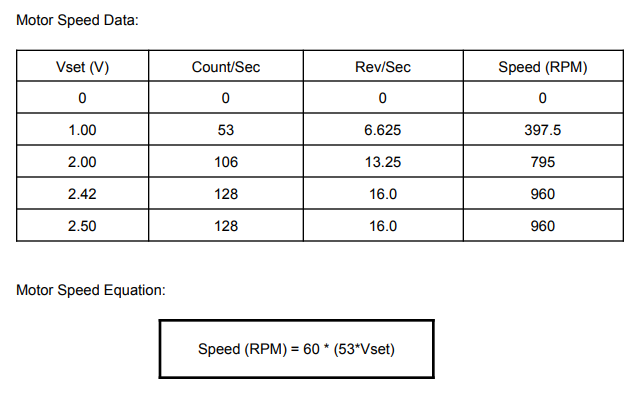 Motor Speed Data:
Vset (V) Count/Sec Rev/Sec Speed (RPM)
0 0 0 0
1.00 53 6.625 397.5
2.00 106 13.25 795
2.42 128 16.0 960
2.50 128 16.0 960
Motor Speed Equation:
Speed (RPM) = 60 * (53*Vset)